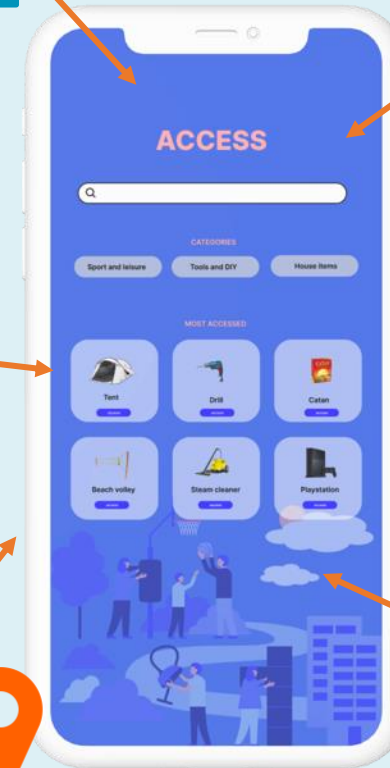 ACCESS
CATEGORIES
Sport and leisure Tools and DIY House items
MOST ACCESSED
Tent Drill Catan
Beach volley Steam cleaner Playstation